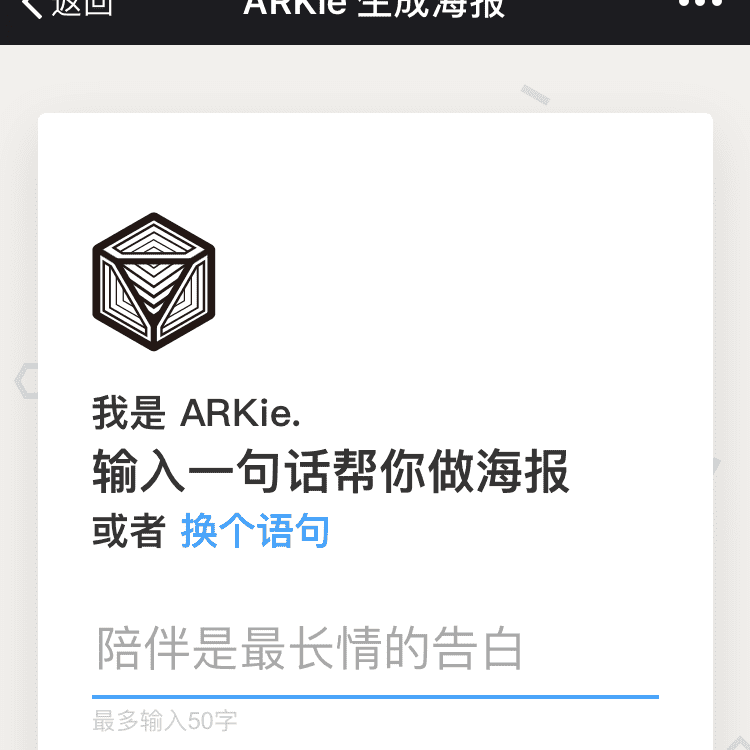 返回
ARKie 生成海报
我是 ARKie.
输入一句话帮你做海报
或者 换个语句
陪伴是最长情的告白
最多输入50字